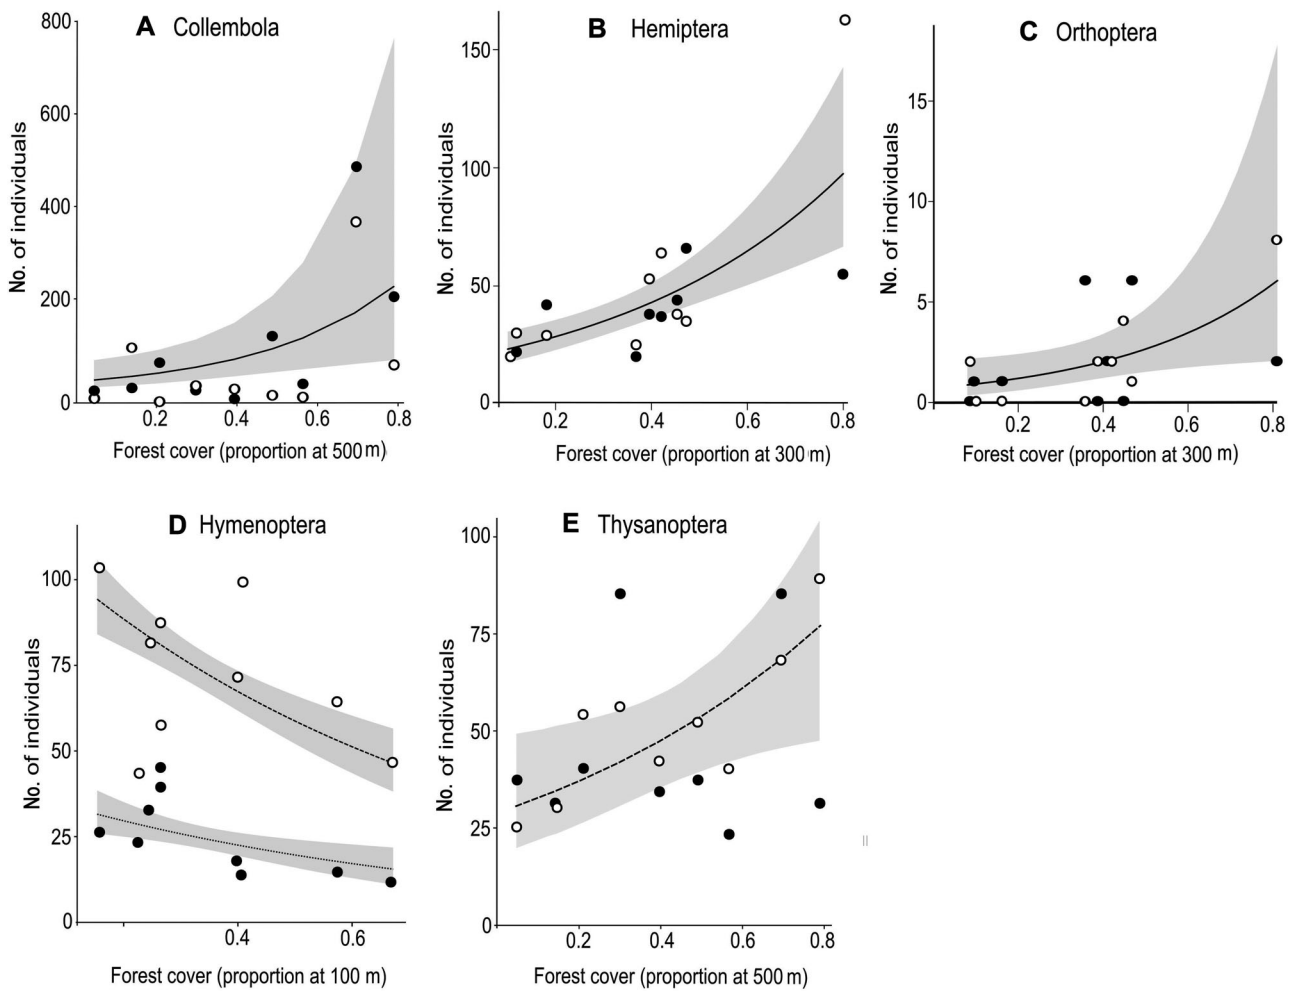 A Collembola
No. of individuals
800
600
400
200
0
0.2 0.4 0.6 0.8
Forest cover (proportion at 500 m)
B Hemiptera
No. of individuals
150
100
50
0
0.2 0.4 0.6 0.8
Forest cover (proportion at 300 m)
C Orthoptera
No. of individuals
15
10
5
0
0.2 0.4 0.6 0.8
Forest cover (proportion at 300 m)
D Hymenoptera
No. of individuals
100
75
50
25
0
0.4 0.6
Forest cover (proportion at 100 m)
E Thysanoptera
No. of individuals
100
75
50
25
0
0.2 0.4 0.6 0.8
Forest cover (proportion at 500 m)